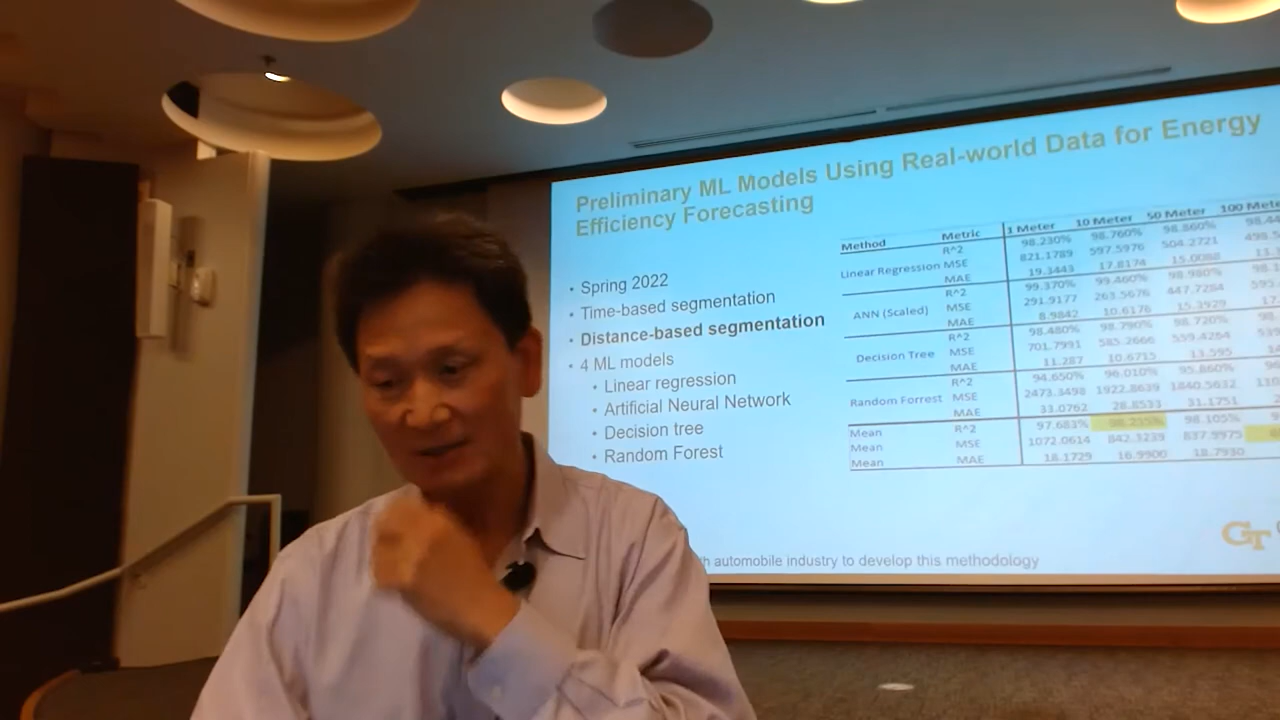 Preliminary ML Models Using Real-world Data for Energy
Efficiency Forecasting
• Spring 2022
• Time-based segmentation
• Distance-based segmentation
• 4 ML models
• Linear regression
• Artificial Neural Network
• Decision tree
• Random Forest
Method Metric 1 Meter 10 Meter 50 Meter 100
R^2 98.230% 98.760% 98.860%
Linear Regression MSE 821.1789 597.5976 504.2721
MAE 19.3443 17.8174 15.0088
R^2 99.370% 99.460% 98.980%
ANN (Scaled) MSE 291.9177 263.5676 447.7284
MAE 8.9842 10.6176 15.3929
R^2 98.480% 98.790% 98.720%
Decision Tree MSE 701.7991 585.2666 559.4264
MAE 11.287 10.6715 13.595
R^2 94.650% 96.010% 95.860%
Random Forrest MSE 2473.3498 1922.8639 1840.5632
MAE 33.0762 28.8533 31.1751
Mean R^2 97.683% 98.255% 98.105%
Mean MSE 1072.0614 842.3239 837.9975
Mean MAE 18.1729 16.9900 18.7930
GT
automobile industry to develop this methodology